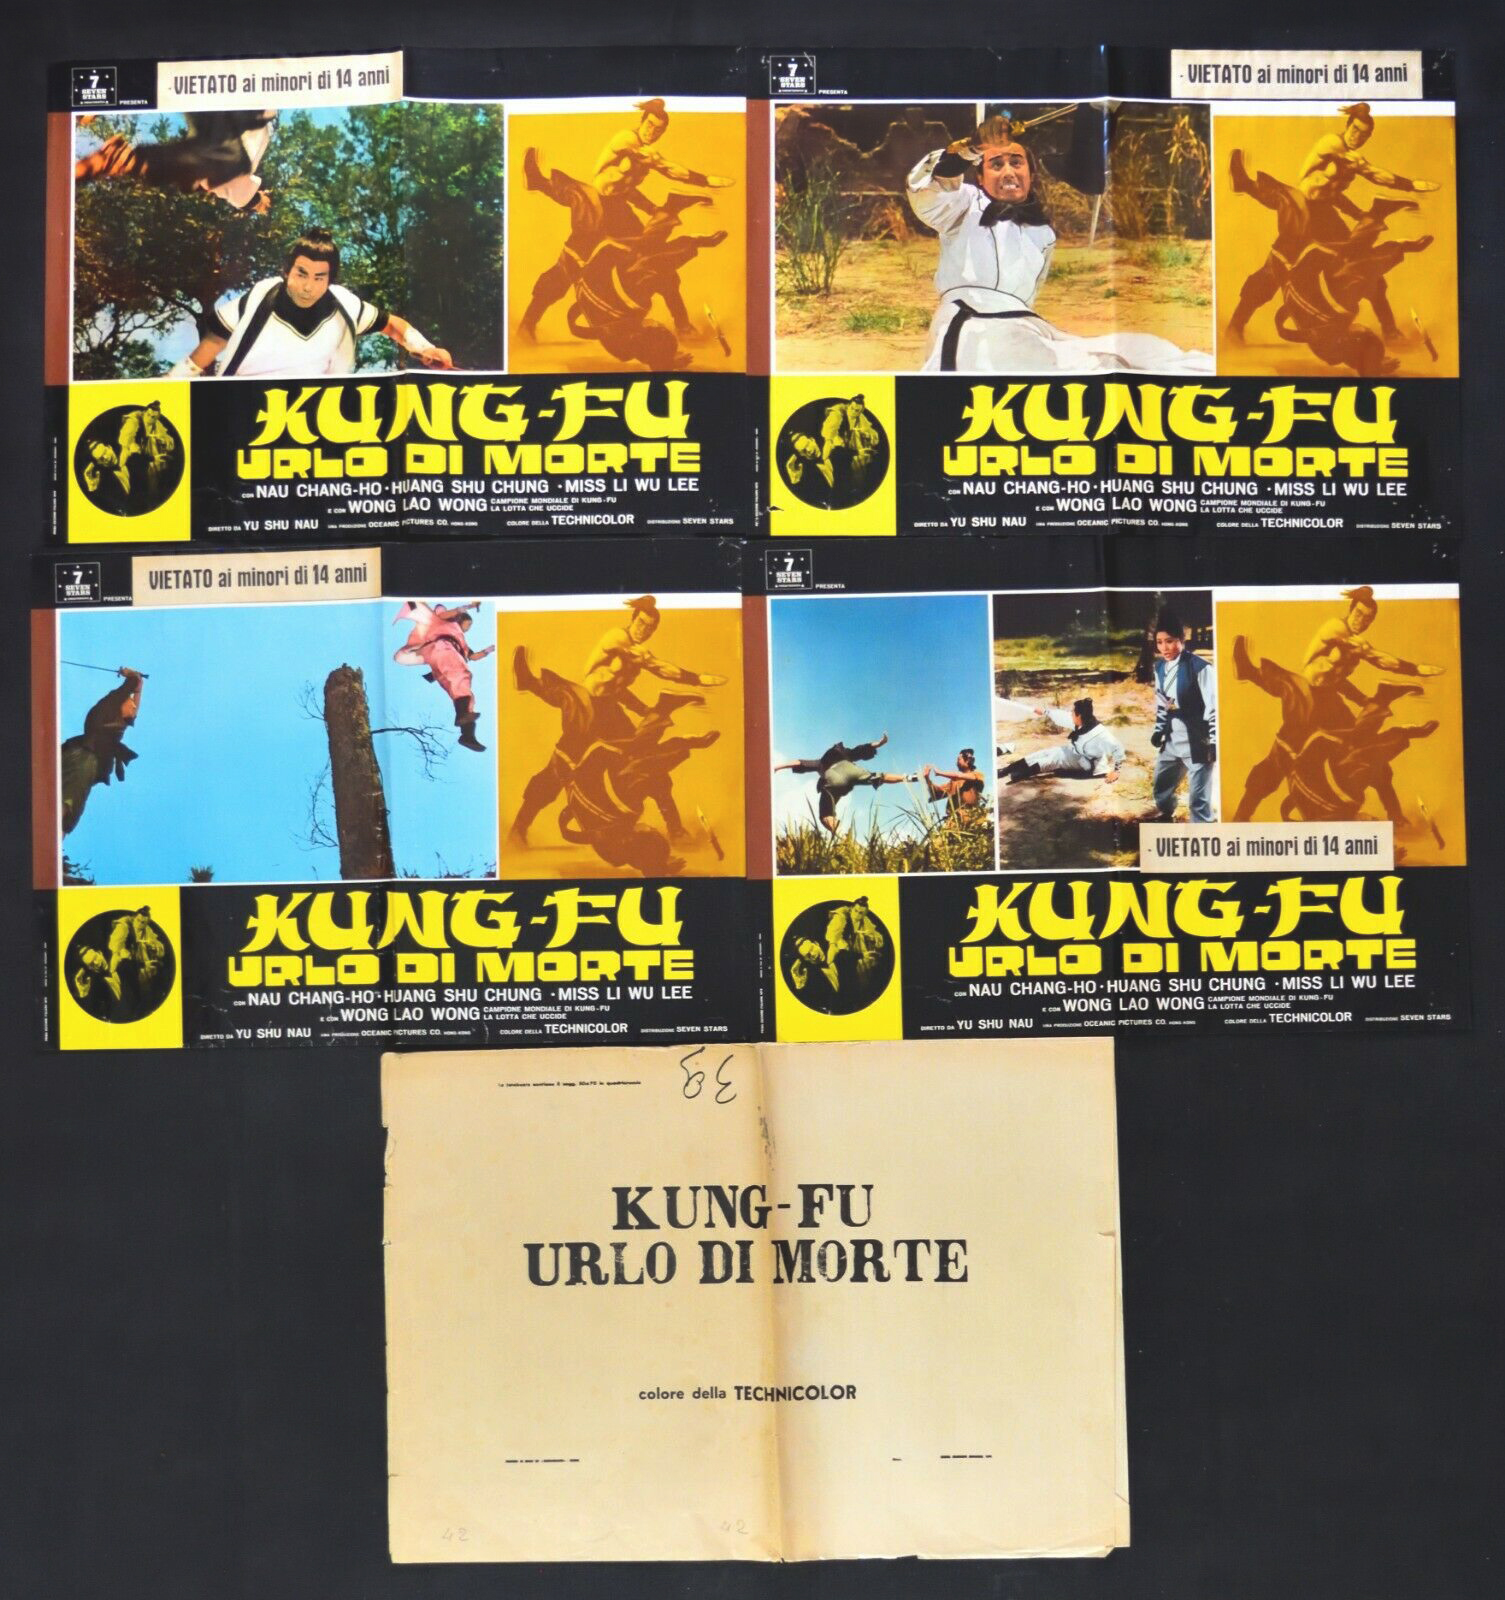 7
SEVEN
STARS
PRESENTA
VIETATO ai minori di 14 anni
KUNG-FU
URLO DI MORTE
CON NAU CHANG-HO · HUANG SHU CHUNG · MISS LI WU LEE
E CON WONG LAO WONG CAMPIONE MONDIALE DI KUNG-FU
LA LOTTA CHE UCCIDE
DIRETTO DA YU SHU NAU UNA PRODUZIONE OCEANIC PICTURES CO. HONG-KONG COLORE DELLA TECHNICOLOR DISTRIBUZIONE SEVEN STARS
7
SEVEN
STARS
PRESENTA
- VIETATO ai minori di 14 anni
KUNG-FU
URLO DI MORTE
CON NAU CHANG-HO · HUANG SHU CHUNG · MISS LI WU LEE
E CON WONG LAO WONG CAMPIONE MONDIALE DI KUNG-FU
LA LOTTA CHE UCCIDE
DIRETTO DA YU SHU NAU UNA PRODUZIONE OCEANIC PICTURES CO. HONG-KONG COLORE DELLA TECHNICOLOR DISTRIBUZIONE SEVEN STARS
7
SEVEN
STARS
PRESENTA
VIETATO ai minori di 14 anni
KUNG-FU
URLO DI MORTE
CON NAU CHANG-HO · HUANG SHU CHUNG · MISS LI WU LEE
E CON WONG LAO WONG CAMPIONE MONDIALE DI KUNG-FU
LA LOTTA CHE UCCIDE
DIRETTO DA YU SHU NAU UNA PRODUZIONE OCEANIC PICTURES CO. HONG-KONG COLORE DELLA TECHNICOLOR DISTRIBUZIONE SEVEN STARS
7
SEVEN
STARS
PRESENTA
- VIETATO ai minori di 14 anni
KUNG-FU
URLO DI MORTE
CON NAU CHANG-HO · HUANG SHU CHUNG · MISS LI WU LEE
E CON WONG LAO WONG CAMPIONE MONDIALE DI KUNG-FU
LA LOTTA CHE UCCIDE
DIRETTO DA YU SHU NAU UNA PRODUZIONE OCEANIC PICTURES CO. HONG-KONG COLORE DELLA TECHNICOLOR DISTRIBUZIONE SEVEN STARS
KUNG-FU
URLO DI MORTE
colore della TECHNICOLOR
42
42